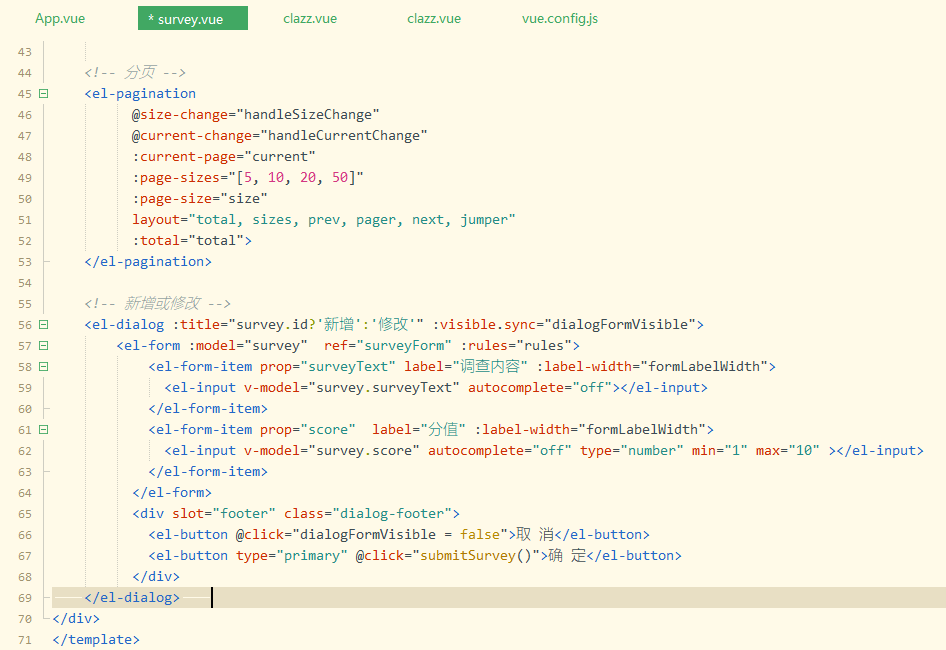 App.vue * survey.vue clazz.vue clazz.vue vue.config.js
43
44 <!-- 分页 -->
45 <el-pagination
46 @size-change="handleSizeChange"
47 @current-change="handleCurrentChange"
48 :current-page="current"
49 :page-sizes="[5, 10, 20, 50]"
50 :page-size="size"
51 layout="total, sizes, prev, pager, next, jumper"
52 :total="total">
53 </el-pagination>
54
55 <!-- 新增或修改 -->
56 <el-dialog :title="survey.id?'新增':'修改'" :visible.sync="dialogFormVisible">
57 <el-form :model="survey"  ref="surveyForm" :rules="rules">
58 <el-form-item prop="surveyText" label="调查内容" :label-width="formLabelWidth">
59 <el-input v-model="survey.surveyText" autocomplete="off"></el-input>
60 </el-form-item>
61 <el-form-item prop="score"  label="分值" :label-width="formLabelWidth">
62 <el-input v-model="survey.score" autocomplete="off" type="number" min="1" max="10" ></el-input>
63 </el-form-item>
64 </el-form>
65 <div slot="footer" class="dialog-footer">
66 <el-button @click="dialogFormVisible = false">取 消</el-button>
67 <el-button type="primary" @click="submitSurvey()">确 定</el-button>
68 </div>
69 </el-dialog>
70 </div>
71 </template>